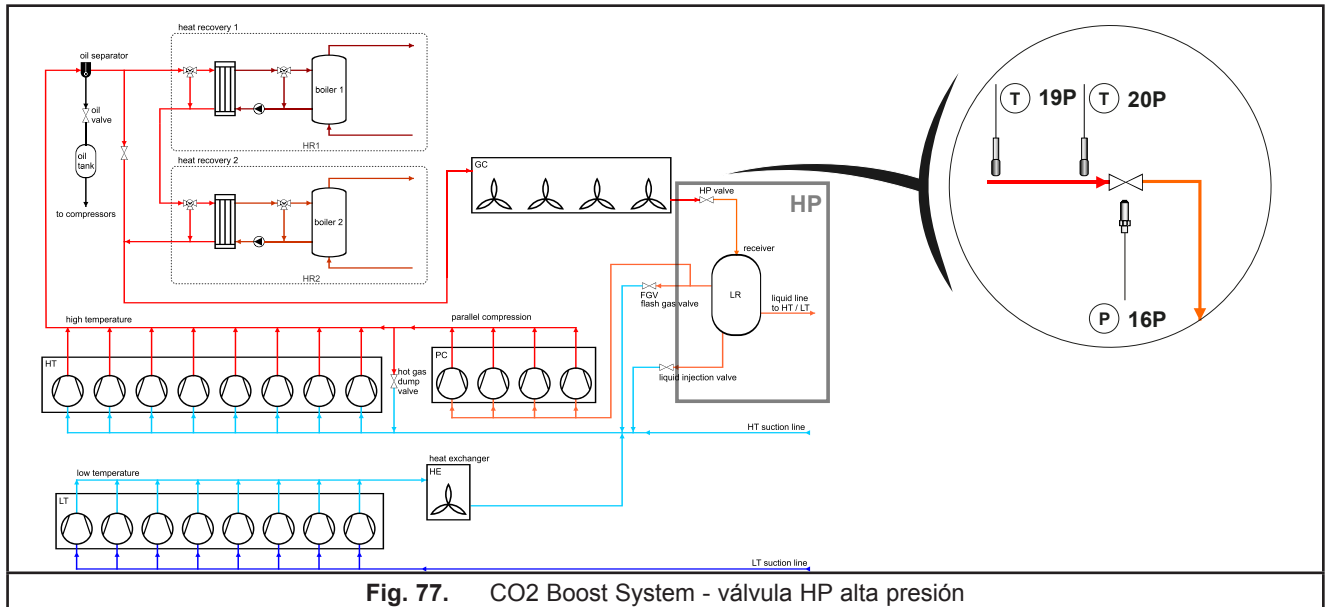 heat recovery 1
oil separator
oil
valve
oil
tank
to compressors
boiler 1
HR1
heat recovery 2
boiler 2
HR2
GC
HP valve
HP
receiver
LR
FGV
flash gas valve
liquid line
to HT / LT
liquid injection valve
high temperature
parallel compression
HT
hot gas
dump
valve
PC
HT suction line
low temperature
heat exchanger
HE
LT
LT suction line
T 19P
T 20P
P 16P
Fig. 77. CO2 Boost System - válvula HP alta presión